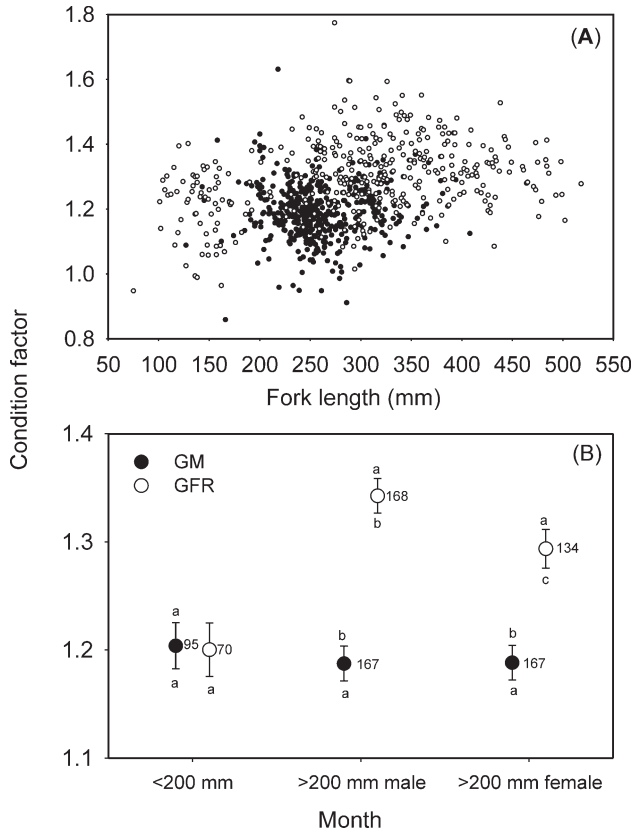 1.8
(A)
1.6
1.4
1.2
1.0
0.8
50 100 150 200 250 300 350 400 450 500 550
Fork length (mm)
Condition factor
1.4
(B)
GM
GFR
a
168
b
a
134
c
1.3
a
95
70
a
a
b
167
a
b
167
a
1.2
1.1
<200 mm >200 mm male >200 mm female
Month